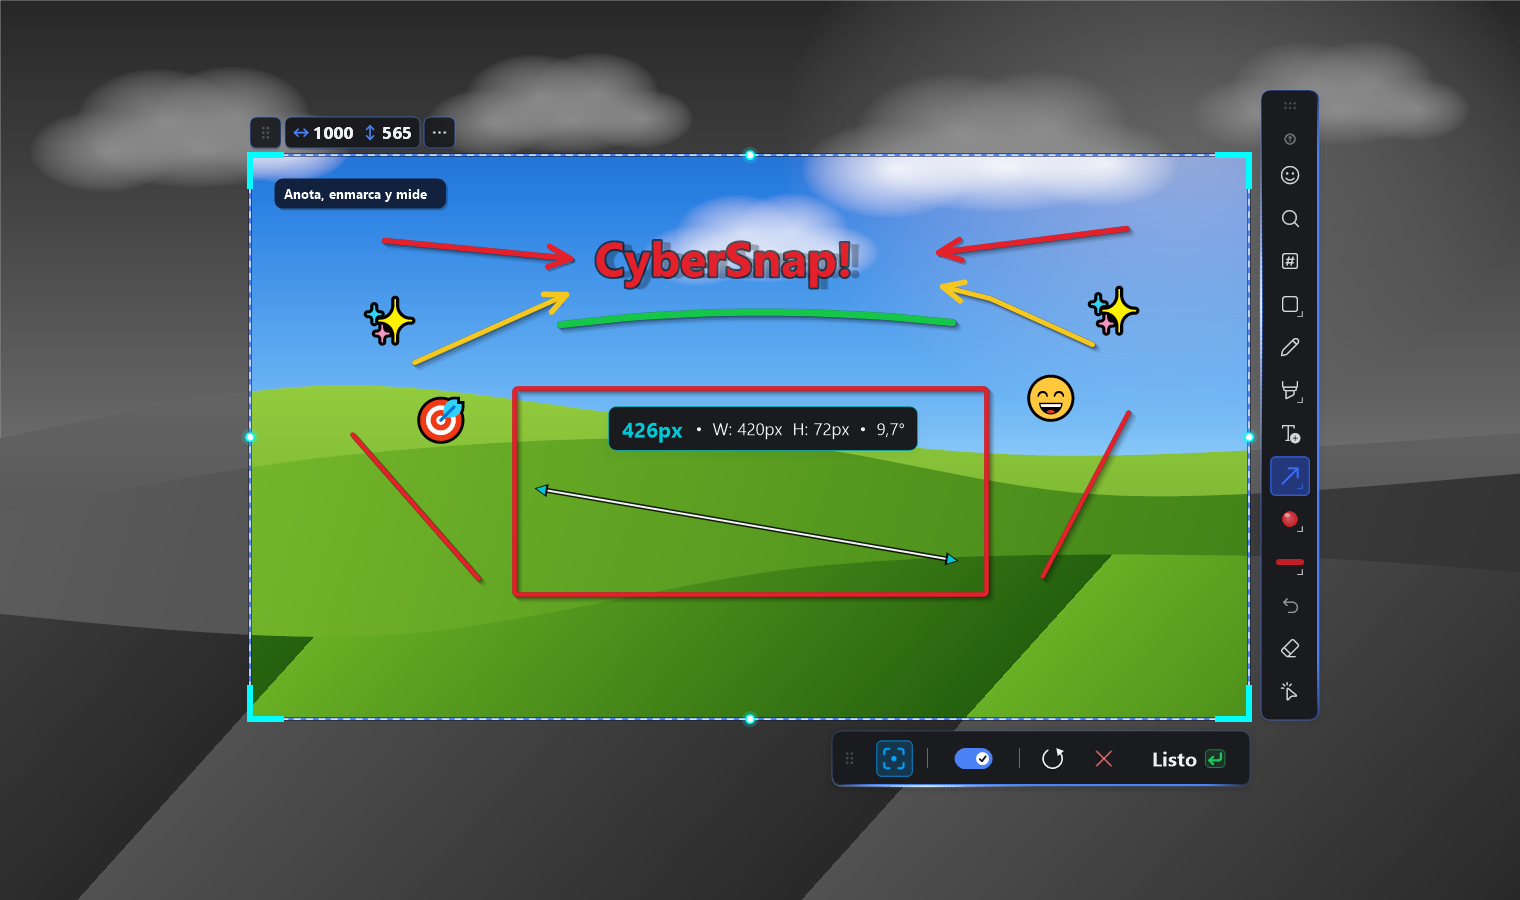 1000 565 ...
Anota, enmarca y mide
CyberSnap!
426px • W: 420px H: 72px • 9,7°
Listo